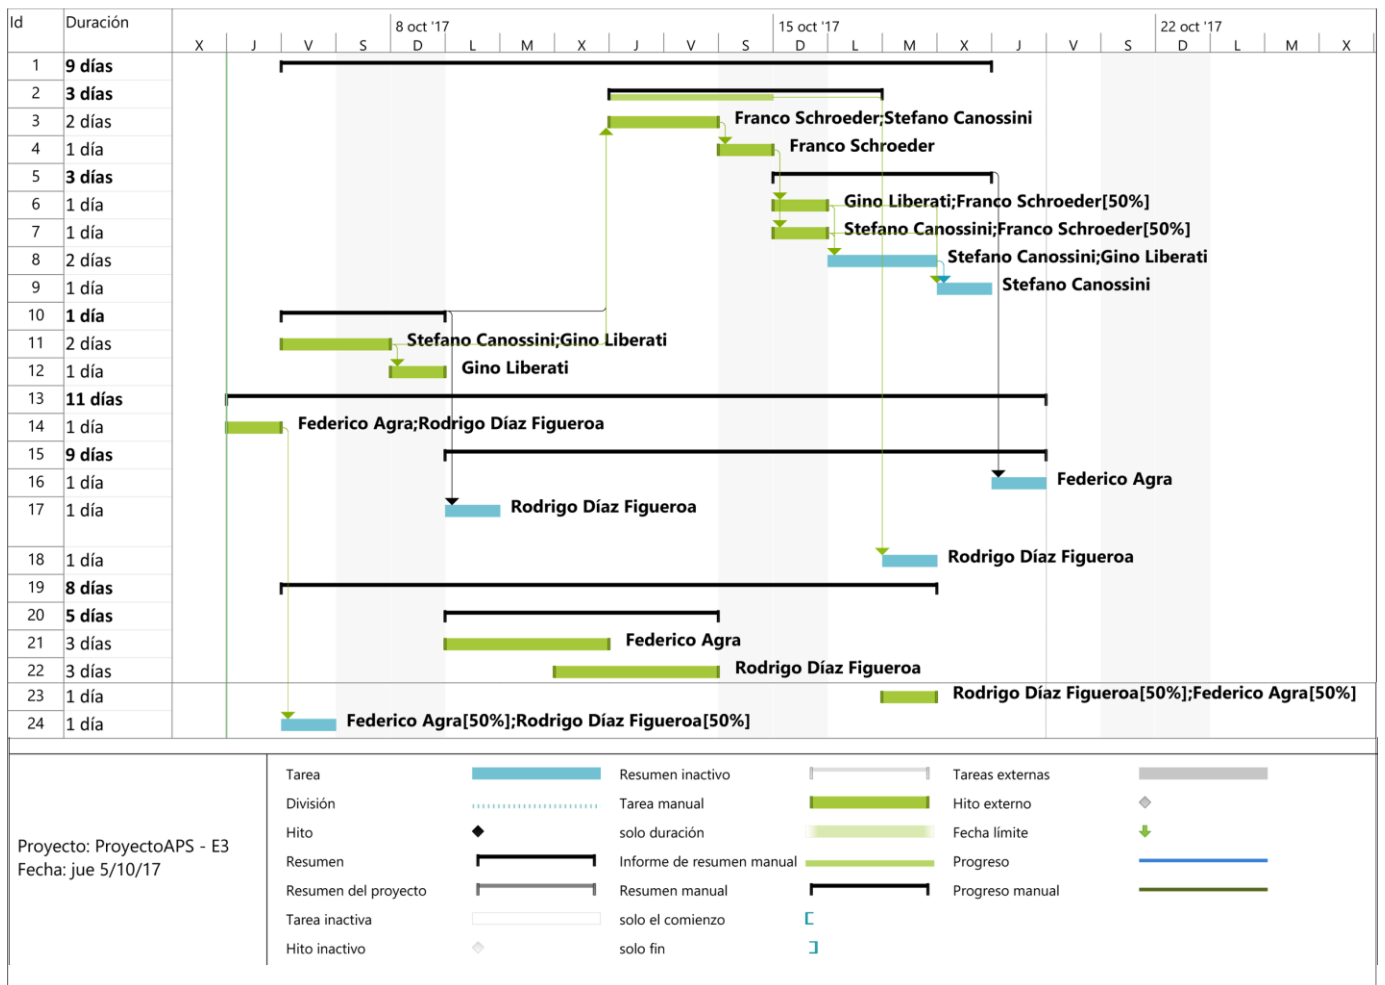 Id Duración 8 oct '17 15 oct '17 22 oct '17
X J V S D L M X J V S D L M X J V S D L M X
1 9 días
2 3 días
3 2 días Franco Schroeder;Stefano Canossini
4 1 día Franco Schroeder
5 3 días
6 1 día Gino Liberati;Franco Schroeder[50%]
7 1 día Stefano Canossini;Franco Schroeder[50%]
8 2 días Stefano Canossini;Gino Liberati
9 1 día Stefano Canossini
10 1 día
11 2 días Stefano Canossini;Gino Liberati
12 1 día Gino Liberati
13 11 días
14 1 día Federico Agra;Rodrigo Díaz Figueroa
15 9 días
16 1 día Federico Agra
17 1 día Rodrigo Díaz Figueroa
18 1 día Rodrigo Díaz Figueroa
19 8 días
20 5 días
21 3 días Federico Agra
22 3 días Rodrigo Díaz Figueroa
23 1 día Rodrigo Díaz Figueroa[50%];Federico Agra[50%]
24 1 día Federico Agra[50%];Rodrigo Díaz Figueroa[50%]
Proyecto: ProyectoAPS - E3
Fecha: jue 5/10/17
Tarea Resumen inactivo Tareas externas
División Tarea manual Hito externo
Hito solo duración Fecha límite
Resumen Informe de resumen manual Progreso
Resumen del proyecto Resumen manual Progreso manual
Tarea inactiva solo el comienzo
Hito inactivo solo fin